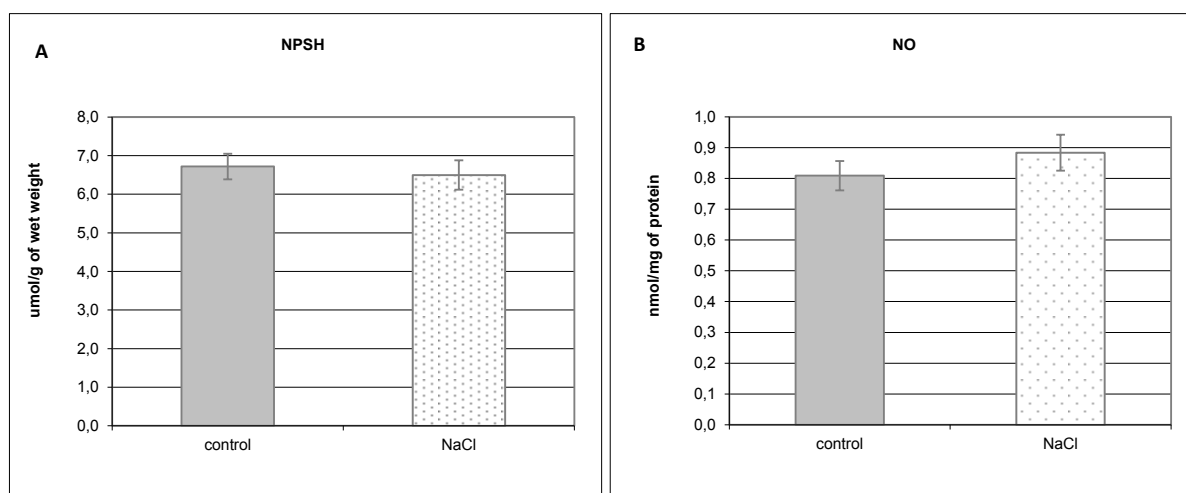 A
NPSH
umol/g of wet weight
8,0
7,0
6,0
5,0
4,0
3,0
2,0
1,0
0,0
control
NaCl
B
NO
nmol/mg of protein
1,0
0,9
0,8
0,7
0,6
0,5
0,4
0,3
0,2
0,1
0,0
control
NaCl